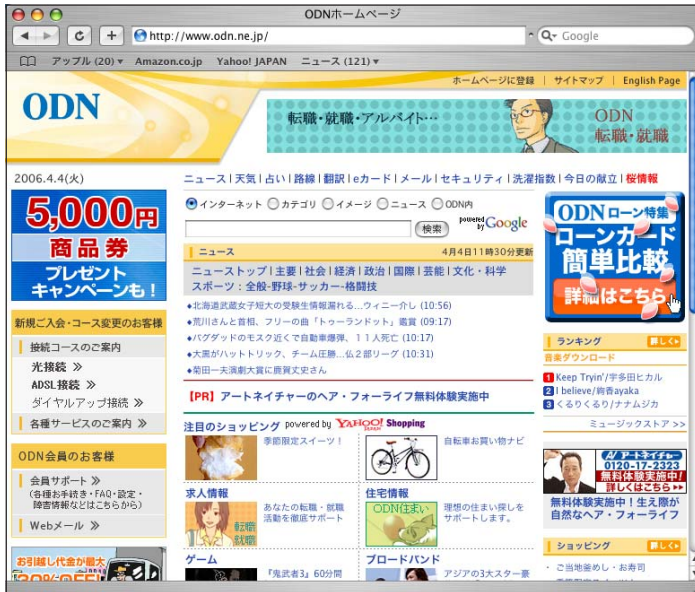 ODNホームページ
http://www.odn.ne.jp/
Google
アップル (20)▼ Amazon.co.jp Yahoo! JAPAN ニュース (121)▼
ホームページに登録 | サイトマップ | English Page
ODN
転職・就職・アルバイト…
ODN
転職・就職
2006.4.4(火)
ニュース|天気|占い|路線|翻訳|eカード|メール|セキュリティ|洗濯指数|今日の献立|桜情報
5,000円
商品券
プレゼント
キャンペーンも!
インターネット カテゴリ イメージ ニュース ODN内
検索
powered by Google
ODNローン特集
ローンカード
簡単比較
詳細はこちら
ニュース 4月4日11時30分更新
ニューストップ|主要|社会|経済|政治|国際|芸能|文化・科学
スポーツ:全般-野球-サッカー-格闘技
◆北海道武蔵女子短大の受験生情報漏れる…ウィニー介し (10:56)
◆荒川さんと首相、フリーの曲「トゥーランドット」鑑賞 (09:17)
◆バグダッドのモスク近くで自動車爆弾、11人死亡 (10:17)
◆大黒がハットトリック、チーム圧勝…仏2部リーグ (10:31)
◆菊田一夫演劇大賞に鹿賀丈史さん
【PR】アートネイチャーのヘア・フォーライフ無料体験実施中
新規ご入会・コース変更のお客様
接続コースのご案内
光接続 ≫
ADSL接続 ≫
ダイヤルアップ接続 ≫
各種サービスのご案内 ≫
ODN会員のお客様
会員サポート ≫
(各種お手続き・FAQ・設定・
障害情報などはこちらから)
Webメール ≫
お引越し代金が最大
30%OFF!
注目のショッピング powered by YAHOO! JAPAN Shopping
季節限定スイーツ!
自転車お買い物ナビ
求人情報
あなたの転職・就職
活動を徹底サポート
転職
就職
住宅情報
ODN住まい
理想の住まい探しを
サポートします。
ゲーム
『鬼武者3』60分間
ブロードバンド
アジアの3大スター豪
ランキング 詳しく
音楽ダウンロード
1 Keep Tryin'/宇多田ヒカル
2 I believe/絢香ayaka
3 くるりくるり/ナナムジカ
ミュージックストア >>
アートネイチャー
0120-17-2323
無料体験実施中!
詳しくはこちら
無料体験実施中!生え際が
自然なヘア・フォーライフ
ショッピング 詳しく
・ ご当地釜めし・お寿司